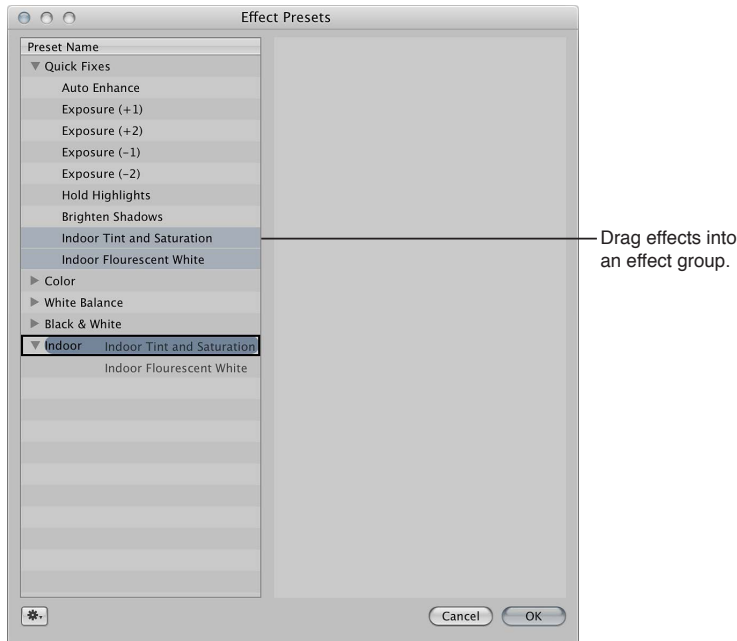 Effect Presets
Preset Name
Quick Fixes
Auto Enhance
Exposure (+1)
Exposure (+2)
Exposure (-1)
Exposure (-2)
Hold Highlights
Brighten Shadows
Indoor Tint and Saturation
Indoor Flourescent White
Color
White Balance
Black & White
Indoor Indoor Tint and Saturation
Indoor Flourescent White
Drag effects into
an effect group.
Cancel OK